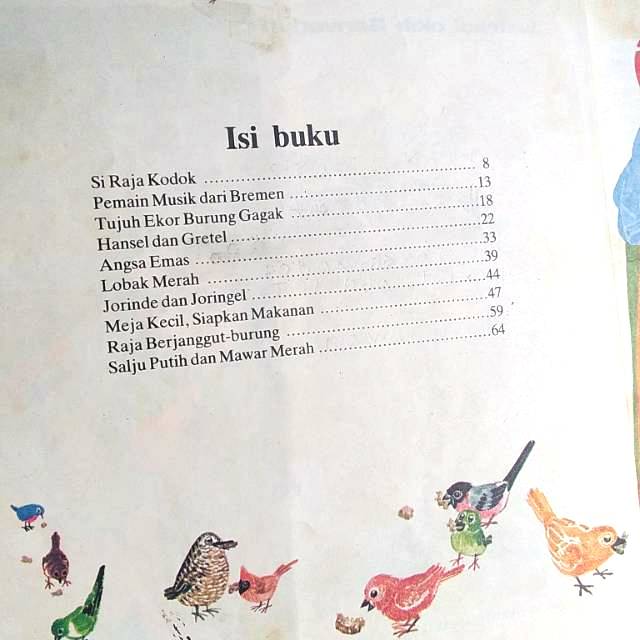 Isi buku
Si Raja Kodok ........................................................ 8
Pemain Musik dari Bremen ........................................13
Tujuh Ekor Burung Gagak ........................................18
Hansel dan Gretel ....................................................22
Angsa Emas ............................................................33
Lobak Merah ..........................................................39
Jorinde dan Joringel ................................................44
Meja Kecil, Siapkan Makanan ...................................47
Raja Berjanggut-burung ...........................................59
Salju Putih dan Mawar Merah ...................................64